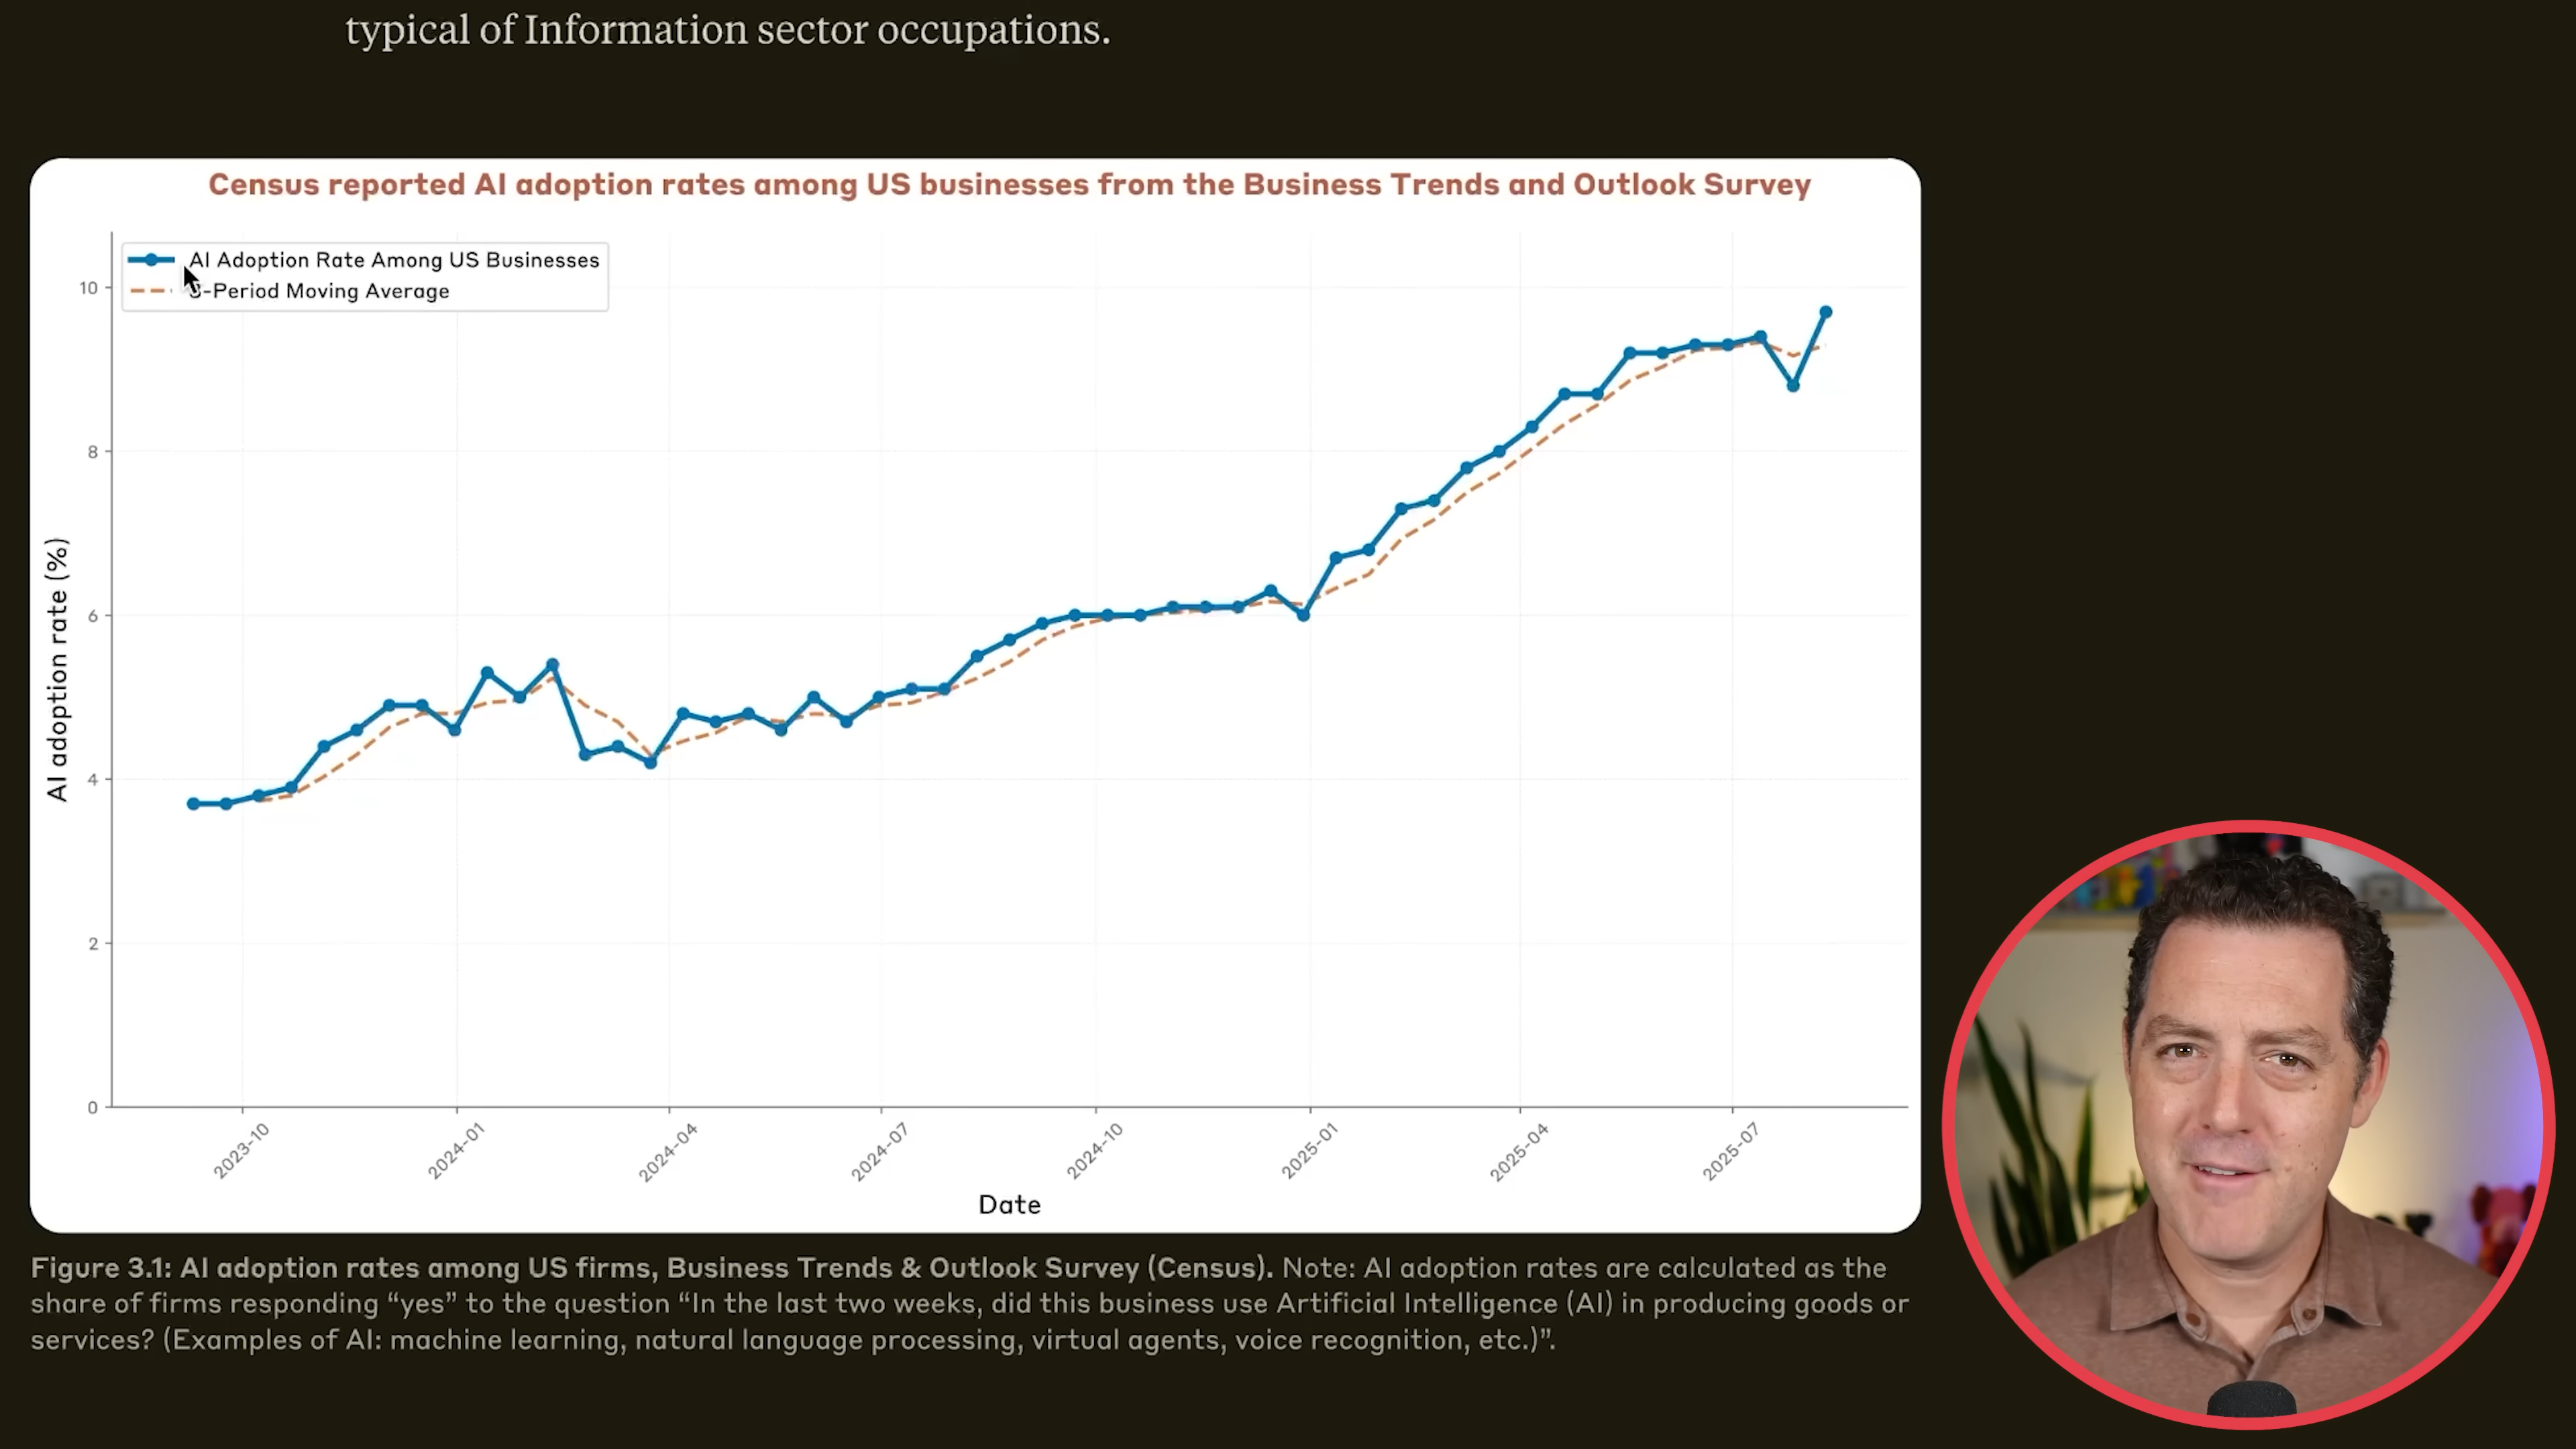 typical of Information sector occupations.
Census reported AI adoption rates among US businesses from the Business Trends and Outlook Survey
AI Adoption Rate Among US Businesses
-Period Moving Average
10
8
6
4
2
0
AI adoption rate (%)
2023-10
2024-01
2024-04
2024-07
2024-10
2025-01
2025-04
2025-07
Date
Figure 3.1: AI adoption rates among US firms, Business Trends & Outlook Survey (Census). Note: AI adoption rates are calculated as the
share of firms responding “yes” to the question “In the last two weeks, did this business use Artificial Intelligence (AI) in producing goods or
services? (Examples of AI: machine learning, natural language processing, virtual agents, voice recognition, etc.)”.